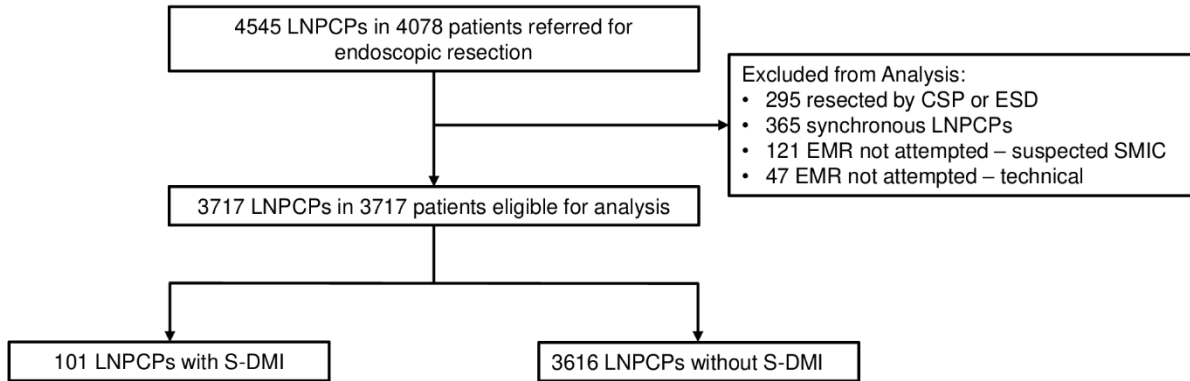 4545 LNPCPs in 4078 patients referred for
endoscopic resection
Excluded from Analysis:
• 295 resected by CSP or ESD
• 365 synchronous LNPCPs
• 121 EMR not attempted – suspected SMIC
• 47 EMR not attempted – technical
3717 LNPCPs in 3717 patients eligible for analysis
101 LNPCPs with S-DMI
3616 LNPCPs without S-DMI